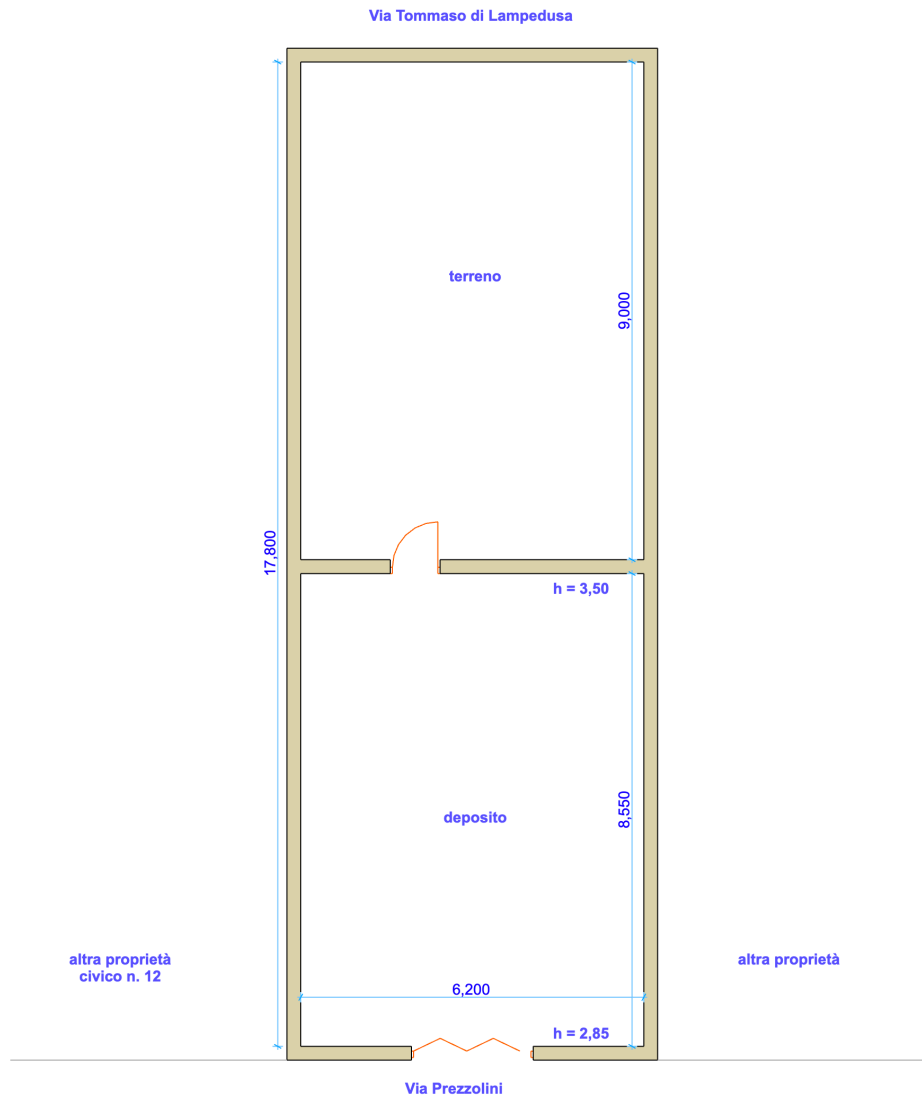 Via Tommaso di Lampedusa
terreno
9,000
17,800
h = 3,50
8,550
deposito
altra proprietà
civico n. 12
altra proprietà
6,200
h = 2,85
Via Prezzolini